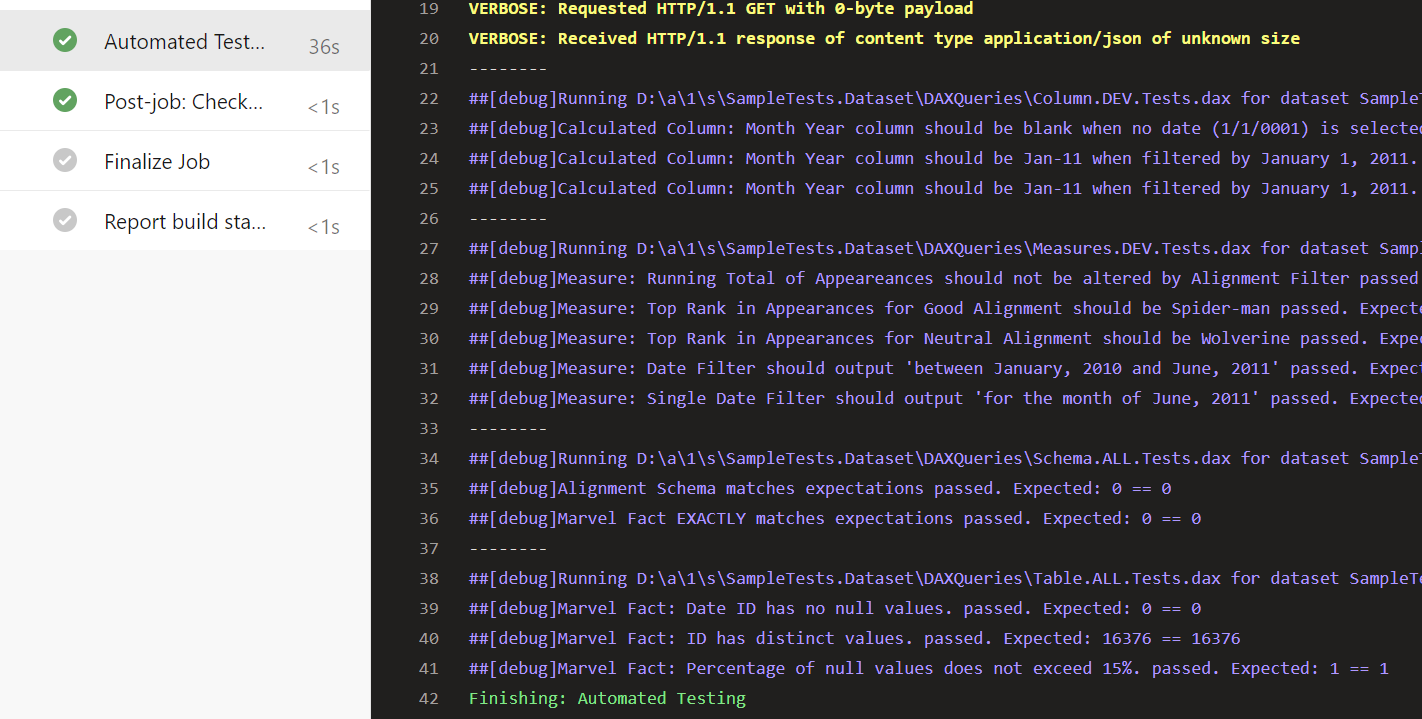 Automated Test... 36s
Post-job: Check... <1s
Finalize Job <1s
Report build sta... <1s
19 VERBOSE: Requested HTTP/1.1 GET with 0-byte payload
20 VERBOSE: Received HTTP/1.1 response of content type application/json of unknown size
21 --------
22 ##[debug]Running D:\a\1\s\SampleTests.Dataset\DAXQueries\Column.DEV.Tests.dax for dataset SampleT
23 ##[debug]Calculated Column: Month Year column should be blank when no date (1/1/0001) is selected
24 ##[debug]Calculated Column: Month Year column should be Jan-11 when filtered by January 1, 2011.
25 ##[debug]Calculated Column: Month Year column should be Jan-11 when filtered by January 1, 2011.
26 --------
27 ##[debug]Running D:\a\1\s\SampleTests.Dataset\DAXQueries\Measures.DEV.Tests.dax for dataset Sampl
28 ##[debug]Measure: Running Total of Appeareances should not be altered by Alignment Filter passed
29 ##[debug]Measure: Top Rank in Appearances for Good Alignment should be Spider-man passed. Expecte
30 ##[debug]Measure: Top Rank in Appearances for Neutral Alignment should be Wolverine passed. Expec
31 ##[debug]Measure: Date Filter should output 'between January, 2010 and June, 2011' passed. Expect
32 ##[debug]Measure: Single Date Filter should output 'for the month of June, 2011' passed. Expected
33 --------
34 ##[debug]Running D:\a\1\s\SampleTests.Dataset\DAXQueries\Schema.ALL.Tests.dax for dataset SampleT
35 ##[debug]Alignment Schema matches expectations passed. Expected: 0 == 0
36 ##[debug]Marvel Fact EXACTLY matches expectations passed. Expected: 0 == 0
37 --------
38 ##[debug]Running D:\a\1\s\SampleTests.Dataset\DAXQueries\Table.ALL.Tests.dax for dataset SampleTe
39 ##[debug]Marvel Fact: Date ID has no null values. passed. Expected: 0 == 0
40 ##[debug]Marvel Fact: ID has distinct values. passed. Expected: 16376 == 16376
41 ##[debug]Marvel Fact: Percentage of null values does not exceed 15%. passed. Expected: 1 == 1
42 Finishing: Automated Testing